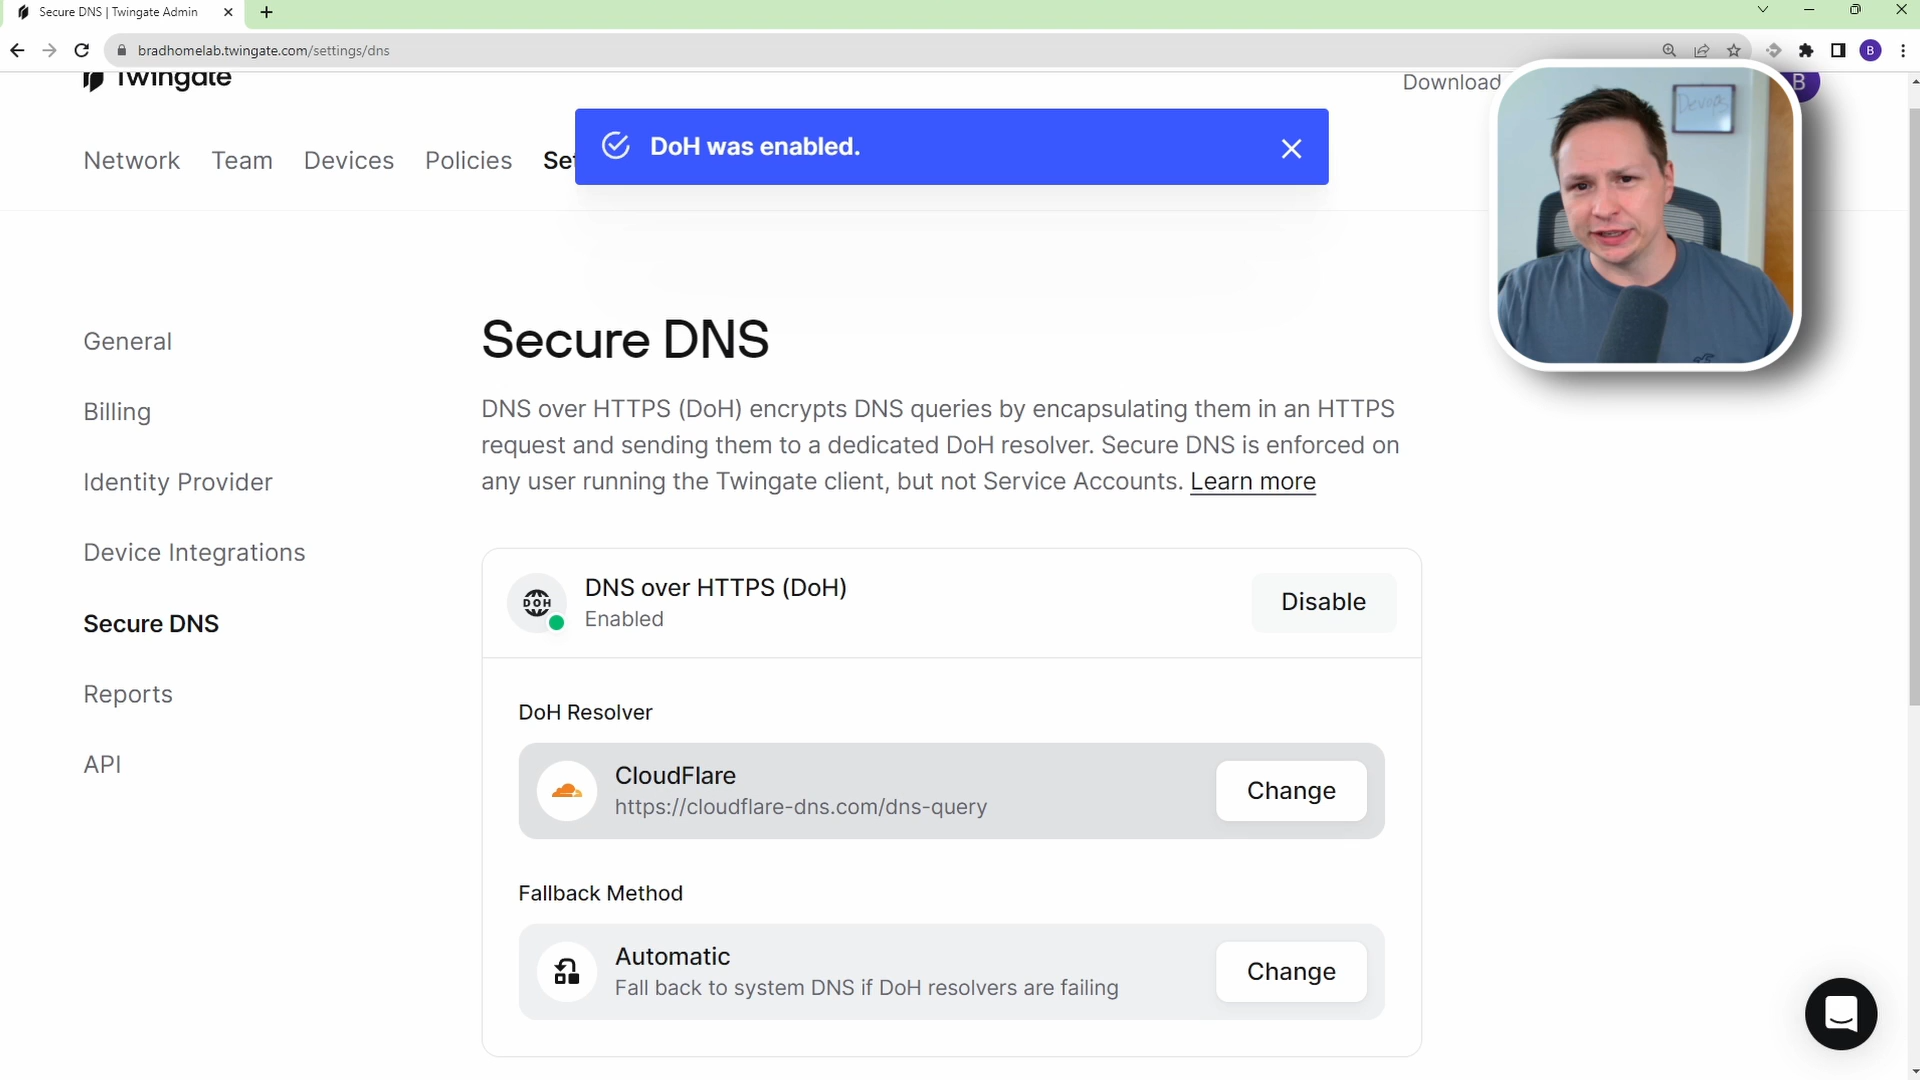 Secure DNS | Twingate Admin
bradhomelab.twingate.com/settings/dns
B
Twingate
Download
B
Devops
DoH was enabled.
Network
Team
Devices
Policies
Set
General
Billing
Identity Provider
Device Integrations
Secure DNS
Reports
API
Secure DNS
DNS over HTTPS (DoH) encrypts DNS queries by encapsulating them in an HTTPS
request and sending them to a dedicated DoH resolver. Secure DNS is enforced on
any user running the Twingate client, but not Service Accounts. Learn more
DOH
DNS over HTTPS (DoH)
Enabled
Disable
DoH Resolver
CloudFlare
https://cloudflare-dns.com/dns-query
Change
Fallback Method
Automatic
Fall back to system DNS if DoH resolvers are failing
Change